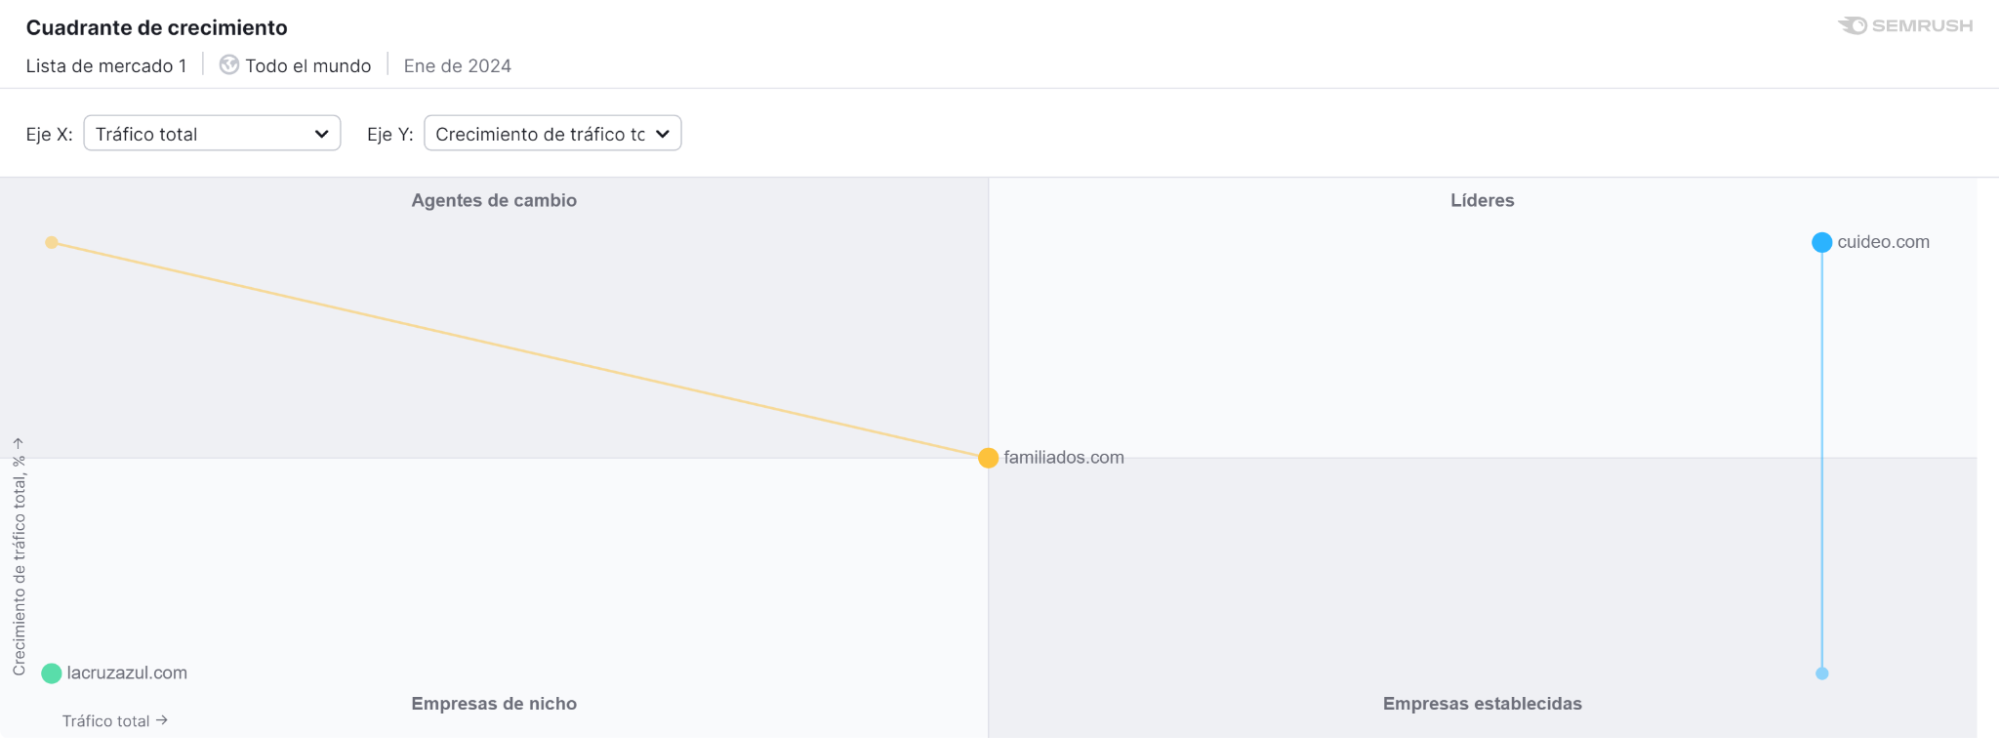 Cuadrante de crecimiento
SEMRUSH
Lista de mercado 1
Todo el mundo
Ene de 2024
Eje X: Tráfico total
Eje Y: Crecimiento de tráfico tc
Agentes de cambio
Líderes
cuideo.com
familiados.com
Crecimiento de tráfico total, % →
lacruzazul.com
Empresas de nicho
Empresas establecidas
Tráfico total →